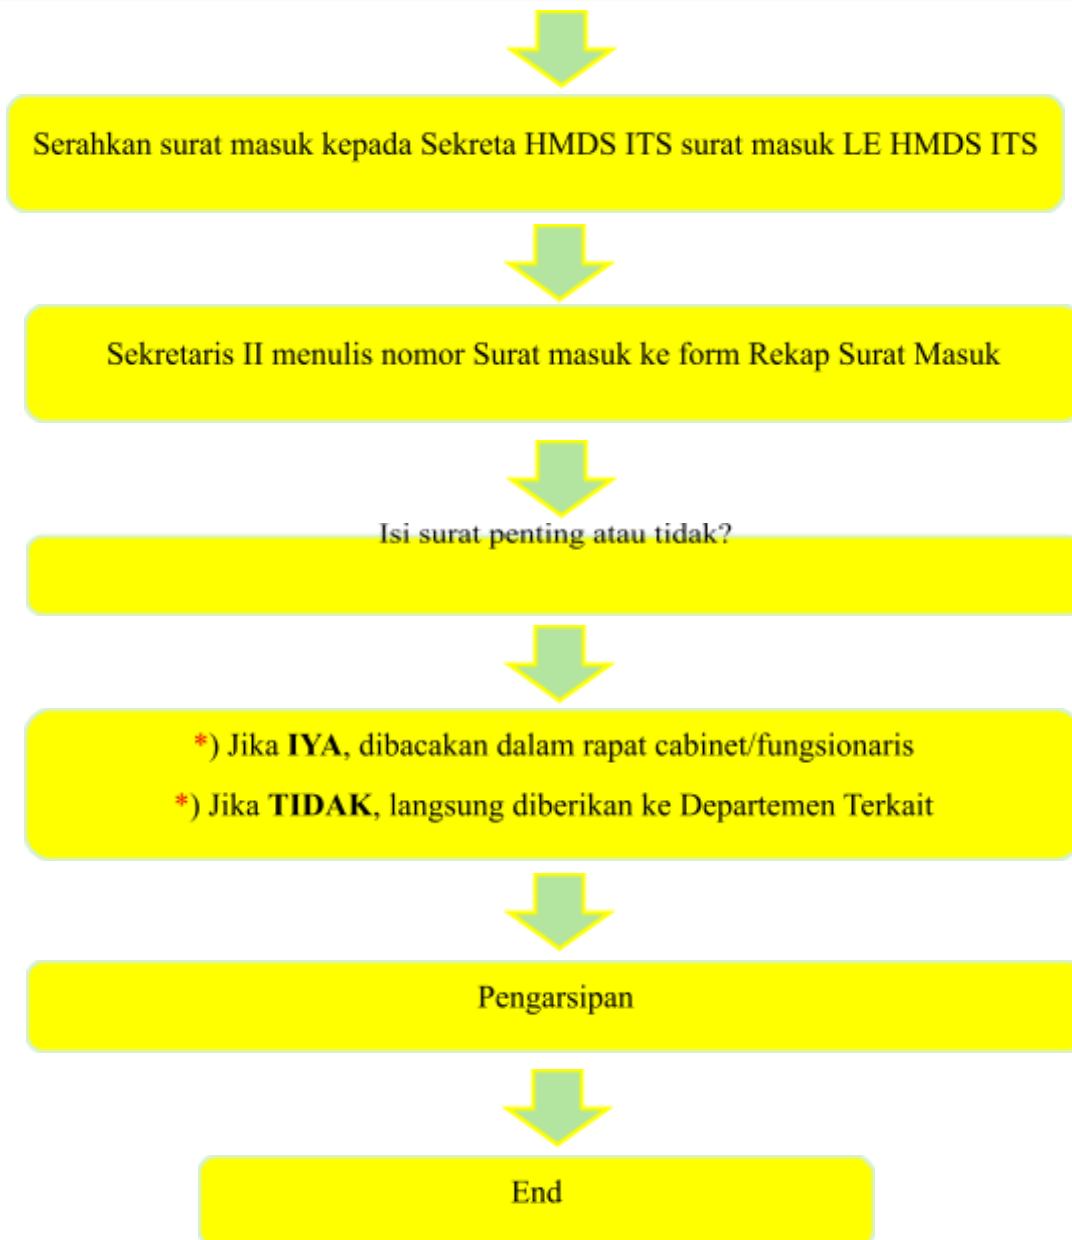 Serahkan surat masuk kepada Sekreta HMDS ITS surat masuk LE HMDS ITS
Sekretaris II menulis nomor Surat masuk ke form Rekap Surat Masuk
Isi surat penting atau tidak?
*) Jika IYA, dibacakan dalam rapat cabinet/fungsionaris
*) Jika TIDAK, langsung diberikan ke Departemen Terkait
Pengarsipan
End